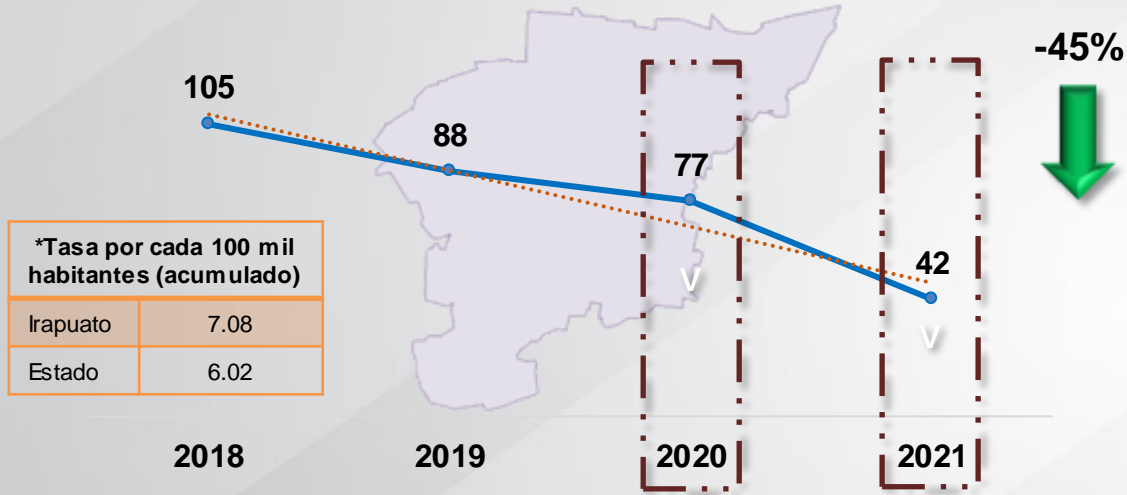 -45%
105
88
77
42
V
V
*Tasa por cada 100 mil
habitantes (acumulado)
Irapuato 7.08
Estado 6.02
2018 2019 2020 2021